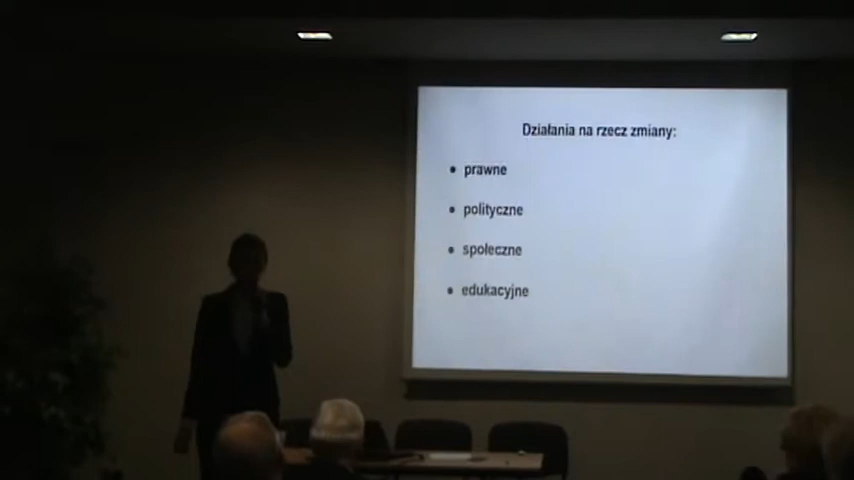 Działania na rzecz zmiany:
• prawne
• polityczne
• społeczne
• edukacyjne